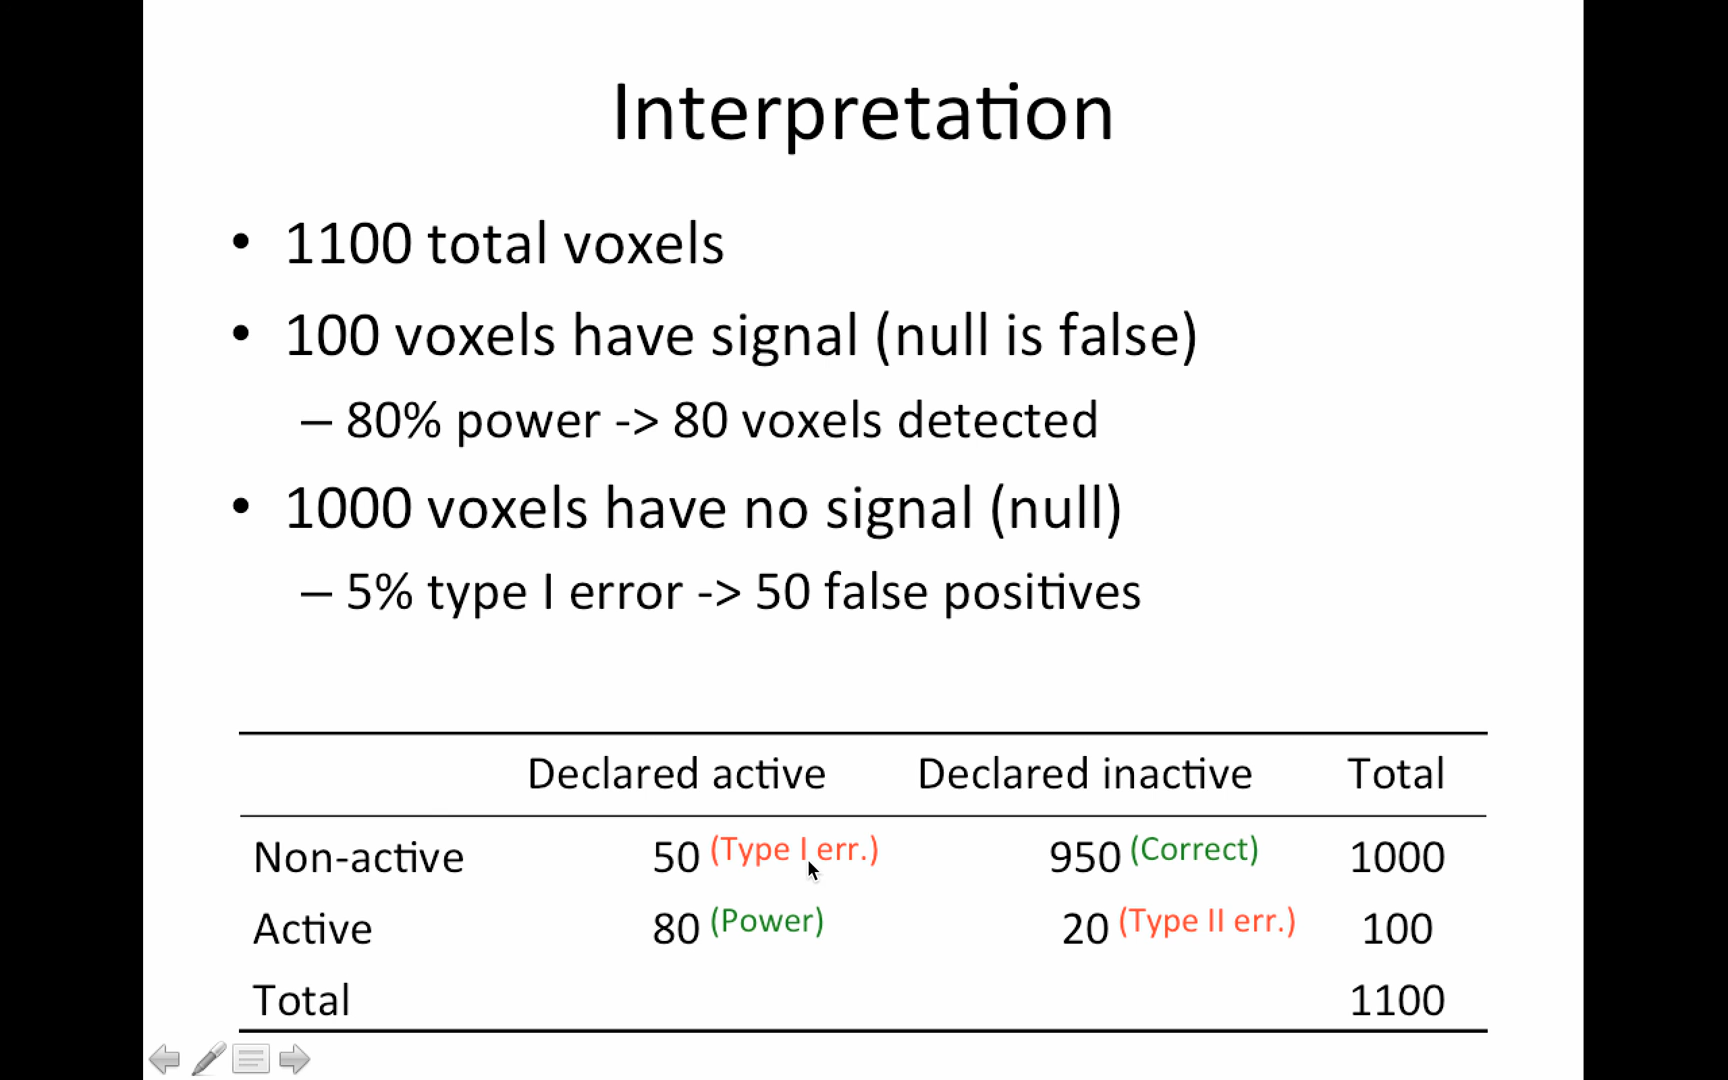 Interpretation
• 1100 total voxels
• 100 voxels have signal (null is false)
– 80% power -> 80 voxels detected
• 1000 voxels have no signal (null)
– 5% type I error -> 50 false positives
Declared active Declared inactive Total
Non-active 50 (Type I err.) 950 (Correct) 1000
Active 80 (Power) 20 (Type II err.) 100
Total 1100